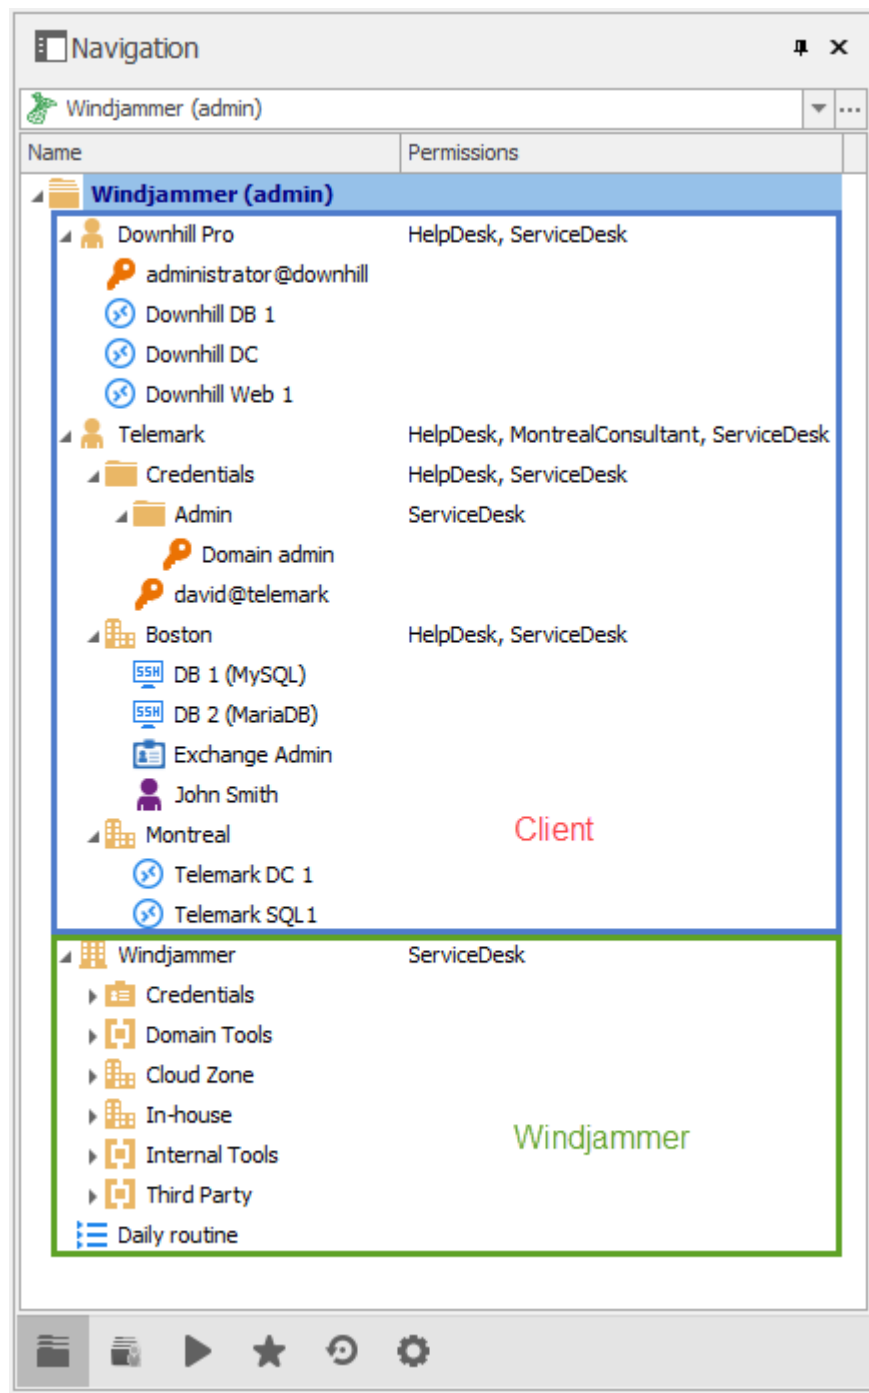 Navigation
Windjammer (admin)
Name Permissions
Windjammer (admin)
Downhill Pro HelpDesk, ServiceDesk
administrator@downhill
Downhill DB 1
Downhill DC
Downhill Web 1
Telemark HelpDesk, MontrealConsultant, ServiceDesk
Credentials HelpDesk, ServiceDesk
Admin ServiceDesk
Domain admin
david@telemark
Boston HelpDesk, ServiceDesk
SSH DB 1 (MySQL)
SSH DB 2 (MariaDB)
Exchange Admin
John Smith
Montreal Client
Telemark DC 1
Telemark SQL1
Windjammer ServiceDesk
Credentials
Domain Tools
Cloud Zone
In-house
Windjammer
Internal Tools
Third Party
Daily routine